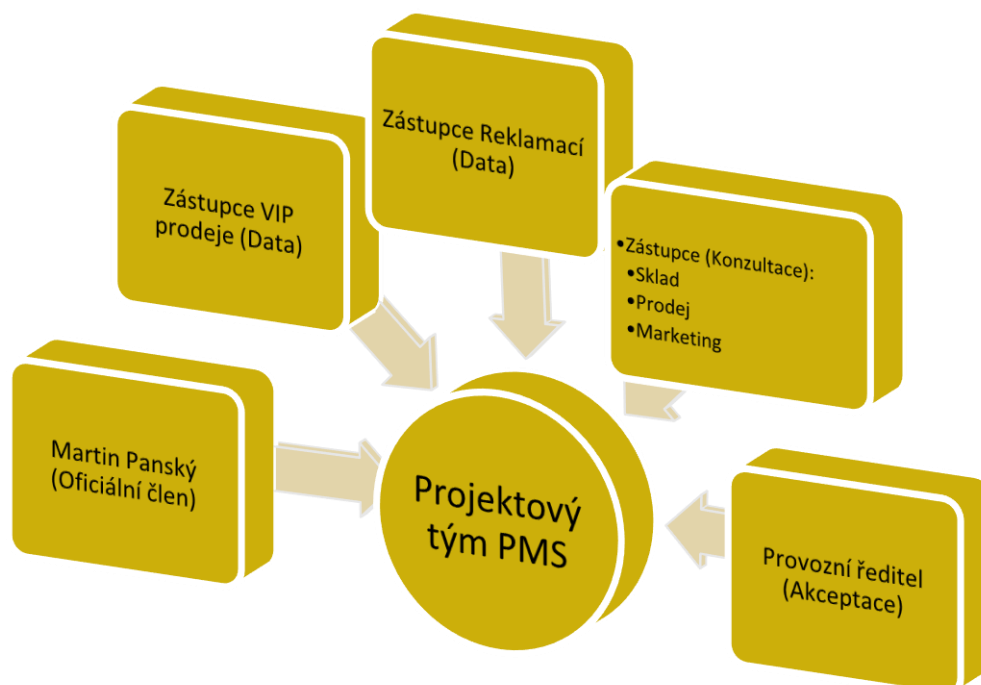 Zástupce Reklamací
(Data)
Zástupce VIP
prodeje (Data)
•Zástupce (Konzultace):
•Sklad
•Prodej
•Marketing
Martin Panský
(Oficiální člen)
Projektový
tým PMS
Provozní ředitel
(Akceptace)